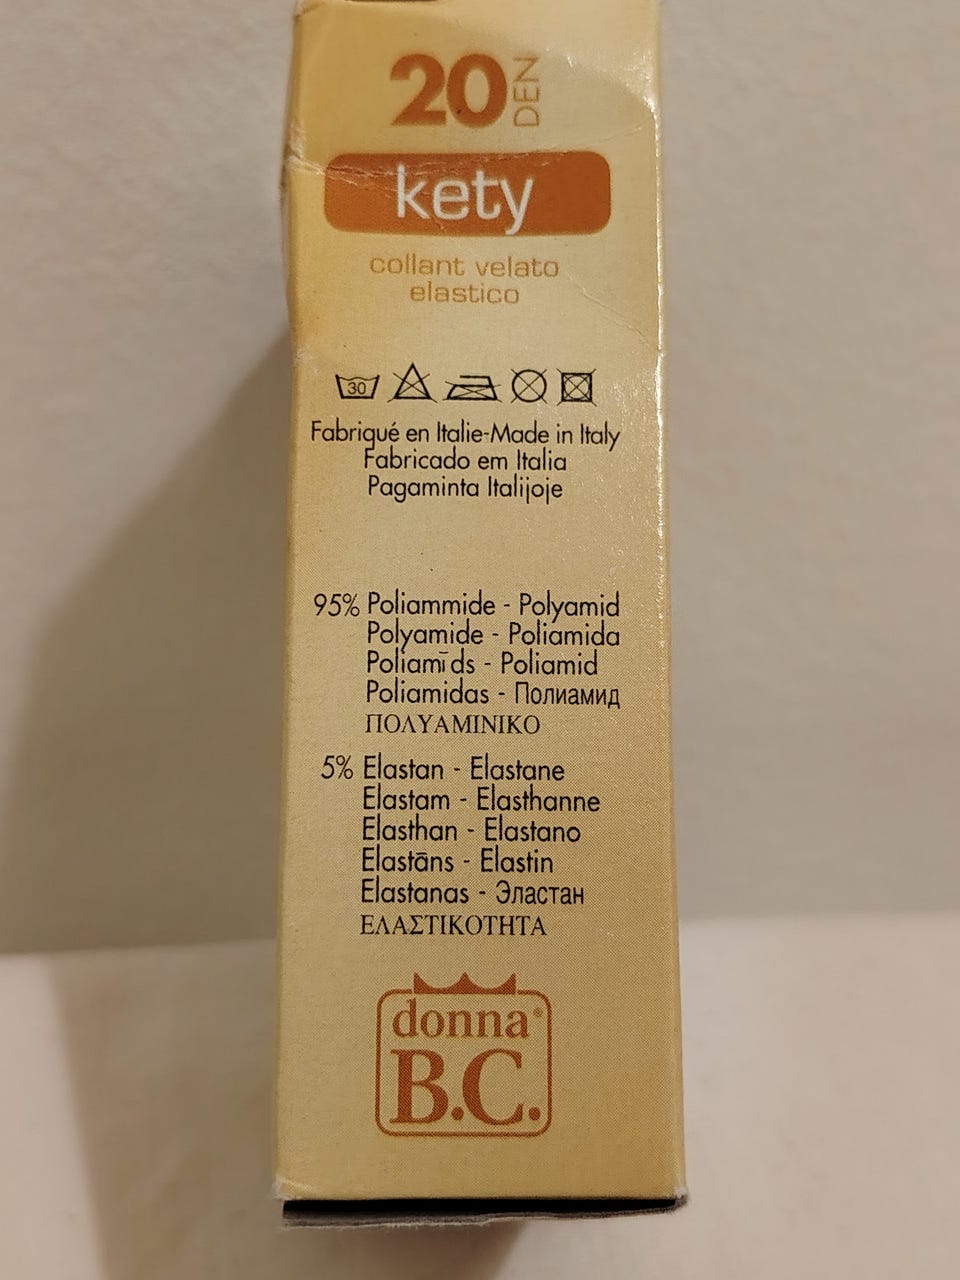 20 DEN
kety
collant velato
elastico
30
Fabriqué en Italie-Made in Italy
Fabricado em Italia
Pagaminta Italijoje
95% Poliammide - Polyamid
Polyamide - Poliamida
Poliamīds - Poliamid
Poliamidas - Полиамид
ΠΟΛΥΑΜΙΝΙΚΟ
5% Elastan - Elastane
Elastam - Elasthanne
Elasthan - Elastano
Elastāns - Elastin
Elastanas - Эластан
ΕΛΑΣΤΙΚΟΤΗΤΑ
donna®
B.C.